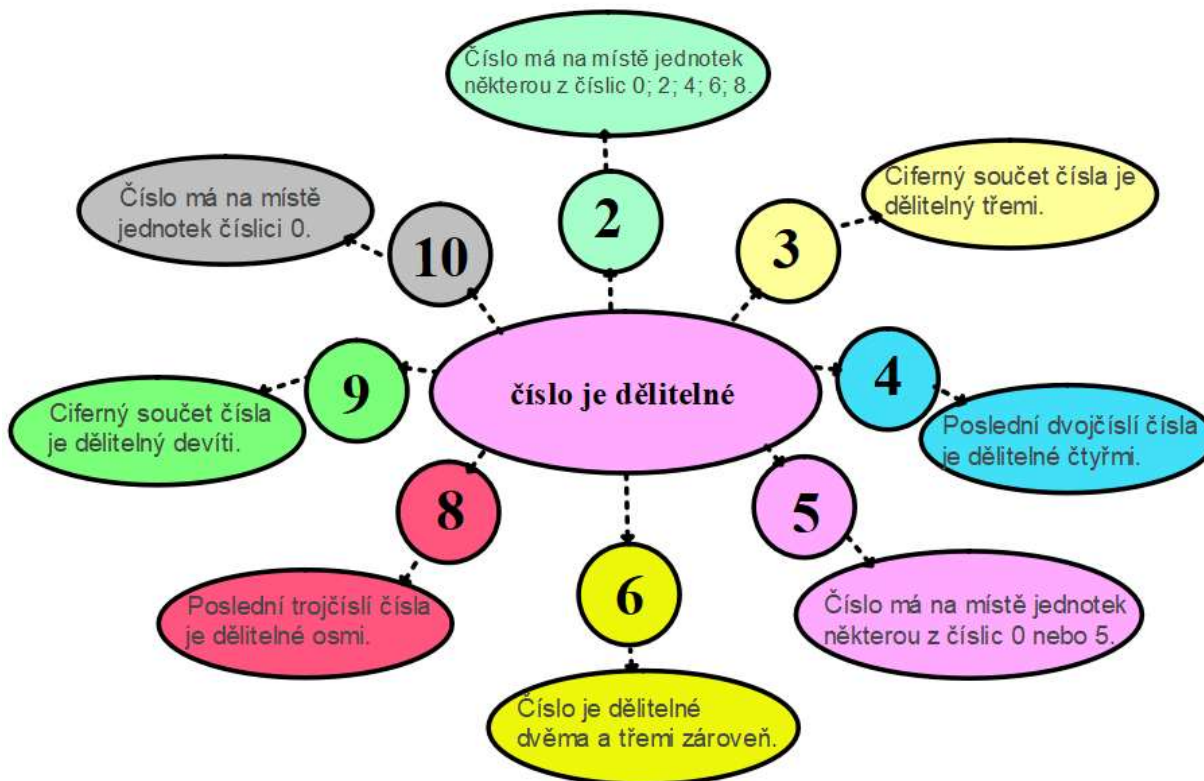 Číslo má na místě jednotek
některou z číslic 0; 2; 4; 6; 8.
2
Ciferný součet čísla je
dělitelný třemi.
3
Číslo má na místě
jednotek číslici 0.
10
číslo je dělitelné
4
Poslední dvojčíslí čísla
je dělitelné čtyřmi.
9
Ciferný součet čísla
je dělitelný devíti.
5
Číslo má na místě jednotek
některou z číslic 0 nebo 5.
8
Poslední trojčíslí čísla
je dělitelné osmi.
6
Číslo je dělitelné
dvěma a třemi zároveň.